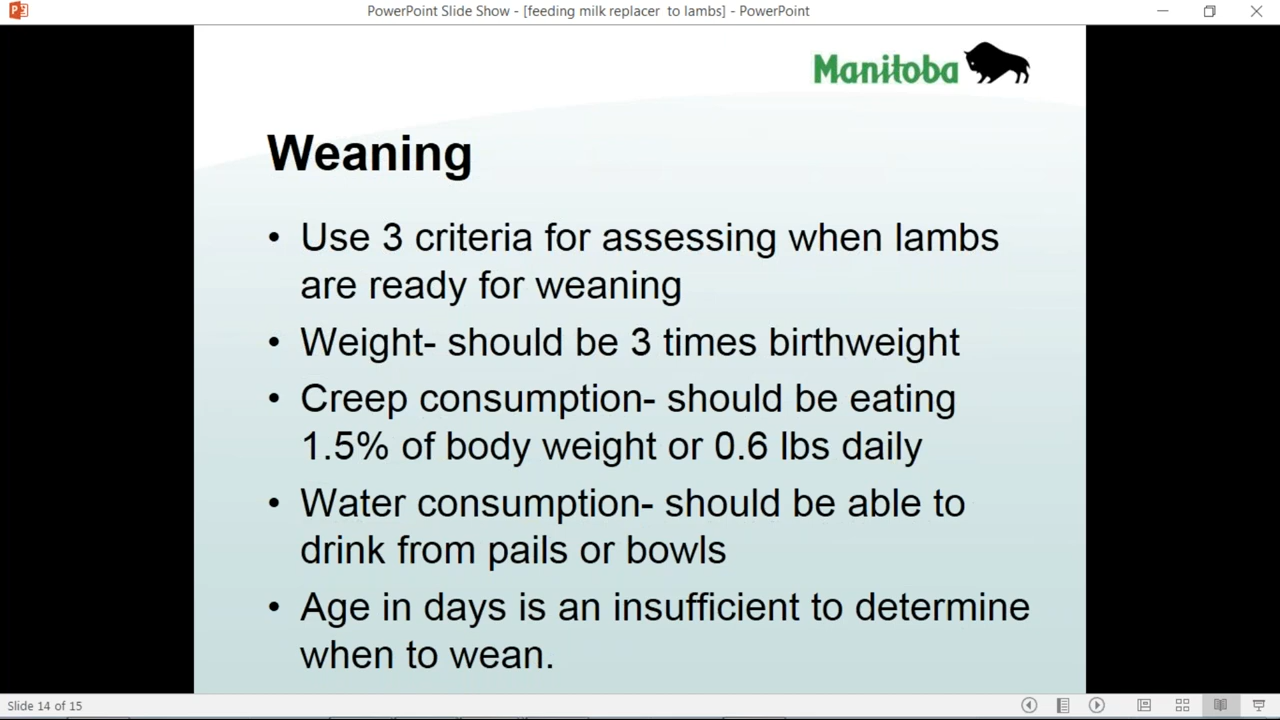 PowerPoint Slide Show - [feeding milk replacer  to lambs] - PowerPoint
Manitoba
Weaning
• Use 3 criteria for assessing when lambs
are ready for weaning
• Weight- should be 3 times birthweight
• Creep consumption- should be eating
1.5% of body weight or 0.6 lbs daily
• Water consumption- should be able to
drink from pails or bowls
• Age in days is an insufficient to determine
when to wean.
Slide 14 of 15